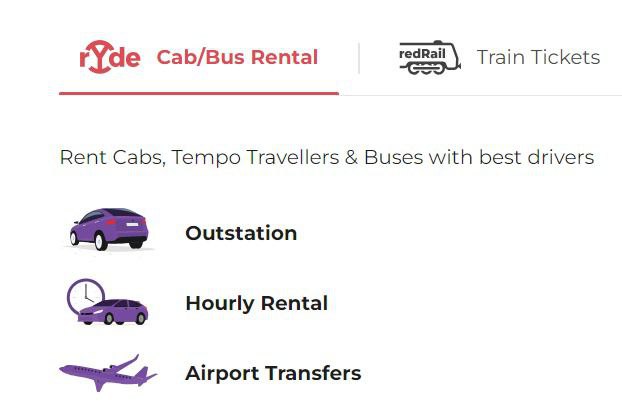 rYde Cab/Bus Rental
redRail Train Tickets
Rent Cabs, Tempo Travellers & Buses with best drivers
Outstation
Hourly Rental
Airport Transfers